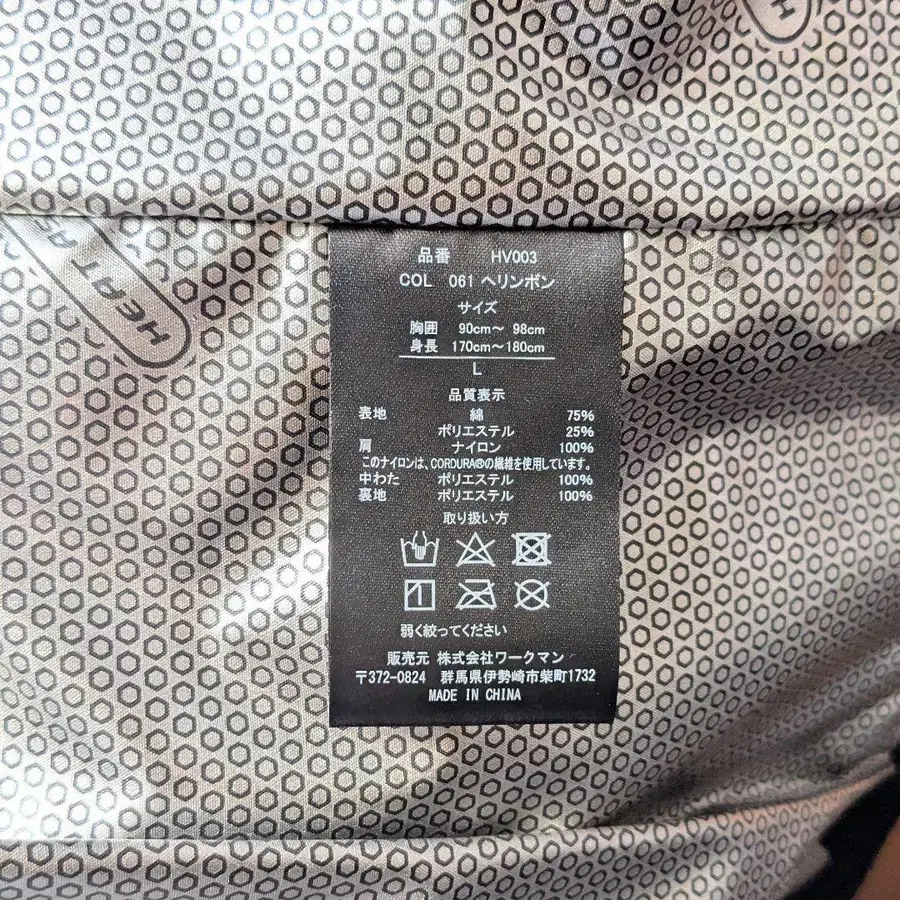 H
HEAT AS
品番 HV003
COL 061 ヘリンボン
サイズ
胸囲 90cm〜 98cm
身長 170cm〜180cm
L
品質表示
表地 綿 75%
ポリエステル 25%
肩 ナイロン 100%
このナイロンは、CORDURA®の繊維を使用しています。
中わた ポリエステル 100%
裏地 ポリエステル 100%
取り扱い方
弱く絞ってください
販売元 株式会社ワークマン
〒372-0824 群馬県伊勢崎市柴町1732
MADE IN CHINA